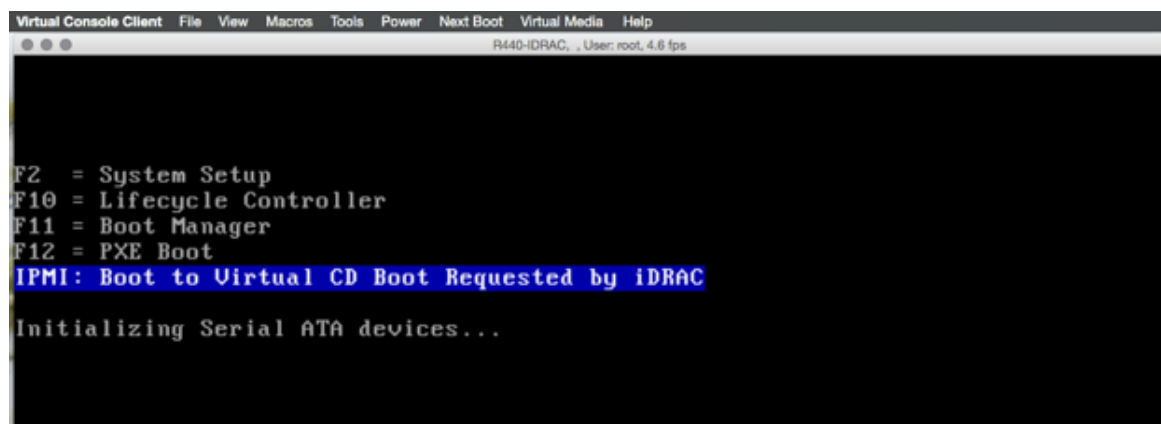 Virtual Console Client File View Macros Tools Power Next Boot Virtual Media Help
R440-IDRAC, , User: root, 4.6 fps
F2 = System Setup
F10 = Lifecycle Controller
F11 = Boot Manager
F12 = PXE Boot
IPMI: Boot to Virtual CD Boot Requested by iDRAC
Initializing Serial ATA devices...